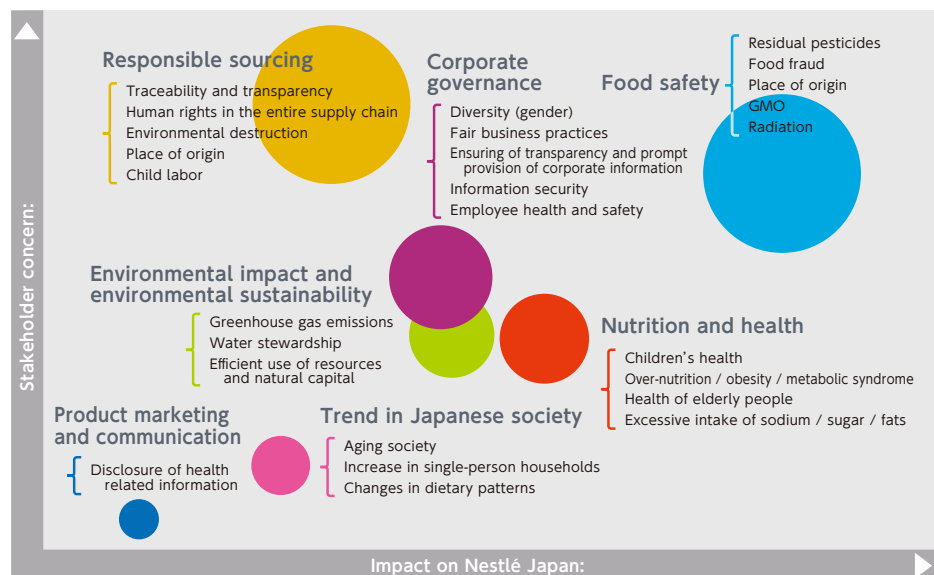 Stakeholder concern:
Responsible sourcing
Traceability and transparency
Human rights in the entire supply chain
Environmental destruction
Place of origin
Child labor
Corporate
governance
Diversity (gender)
Fair business practices
Ensuring of transparency and prompt
provision of corporate information
Information security
Employee health and safety
Food safety
Residual pesticides
Food fraud
Place of origin
GMO
Radiation
Environmental impact and
environmental sustainability
Greenhouse gas emissions
Water stewardship
Efficient use of resources
and natural capital
Nutrition and health
Children's health
Over-nutrition / obesity / metabolic syndrome
Health of elderly people
Excessive intake of sodium / sugar / fats
Product marketing
and communication
Disclosure of health
related information
Trend in Japanese society
Aging society
Increase in single-person households
Changes in dietary patterns
Impact on Nestlé Japan: